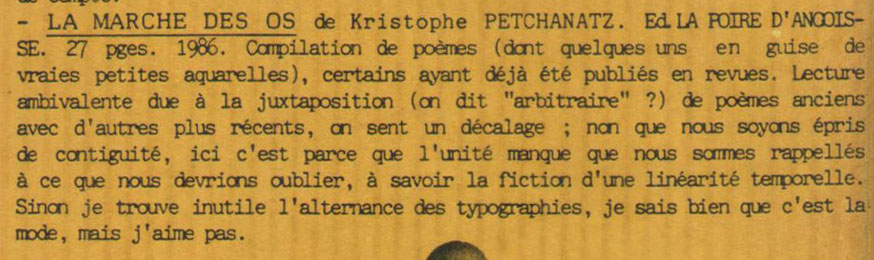 de compte.
- LA MARCHE DES OS de Kristophe PETCHANATZ. Ed. LA POIRE D'ANGOIS-
SE. 27 pges. 1986. Compilation de poèmes (dont quelques uns en guise de
vraies petites aquarelles), certains ayant déjà été publiés en revues. Lecture
ambivalente due à la juxtaposition (on dit "arbitraire" ?) de poèmes anciens
avec d'autres plus récents, on sent un décalage ; non que nous soyons épris
de contiguité, ici c'est parce que l'unité manque que nous sommes rappellés
à ce que nous devrions oublier, à savoir la fiction d'une linéarité temporelle.
Sinon je trouve inutile l'alternance des typographies, je sais bien que c'est la
mode, mais j'aime pas.